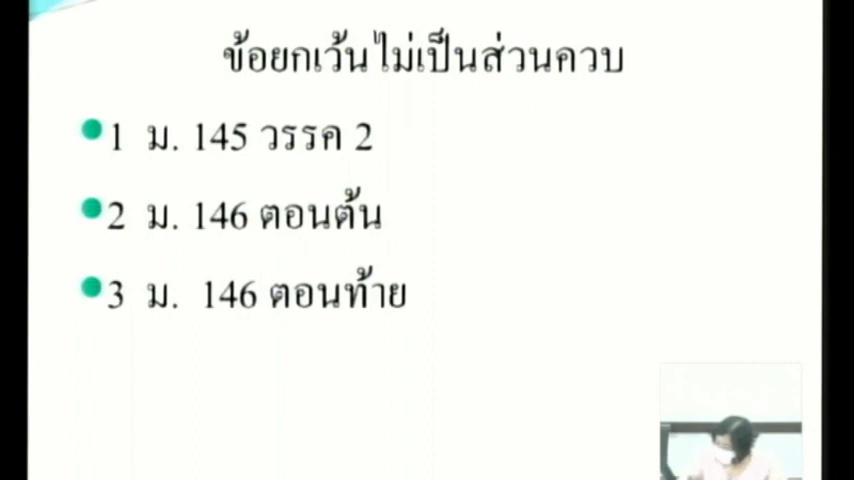 ข้อยกเว้นไม่เป็นส่วนควบ
1 ม. 145 วรรค 2
2 ม. 146 ตอนต้น
3 ม. 146 ตอนท้าย